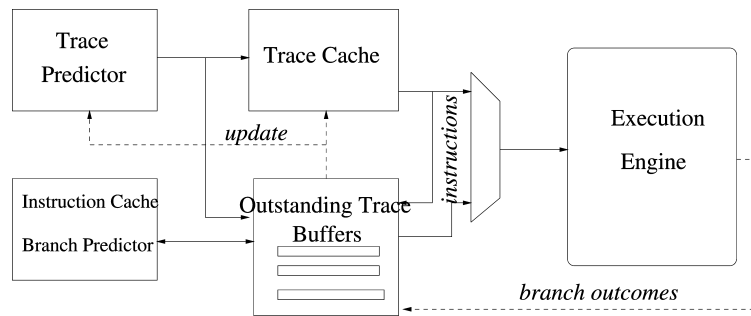 Trace
Predictor
Trace Cache
Execution
Engine
update
instructions
Instruction Cache
Branch Predictor
Outstanding Trace
Buffers
branch outcomes